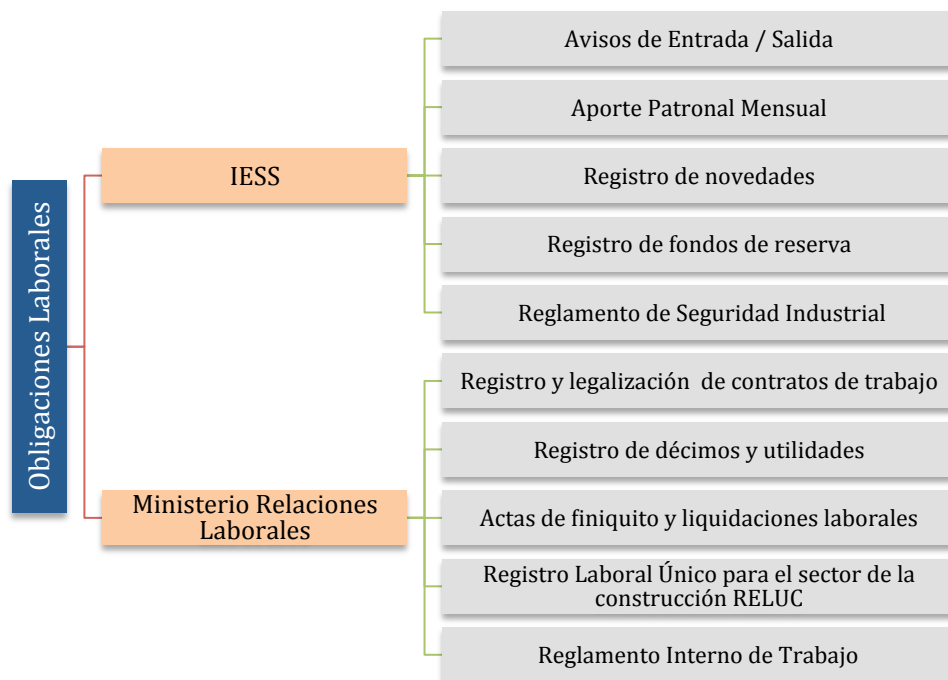 Obligaciones Laborales
IESS
Avisos de Entrada / Salida
Aporte Patronal Mensual
Registro de novedades
Registro de fondos de reserva
Reglamento de Seguridad Industrial
Ministerio Relaciones
Laborales
Registro y legalización de contratos de trabajo
Registro de décimos y utilidades
Actas de finiquito y liquidaciones laborales
Registro Laboral Único para el sector de la
construcción RELUC
Reglamento Interno de Trabajo